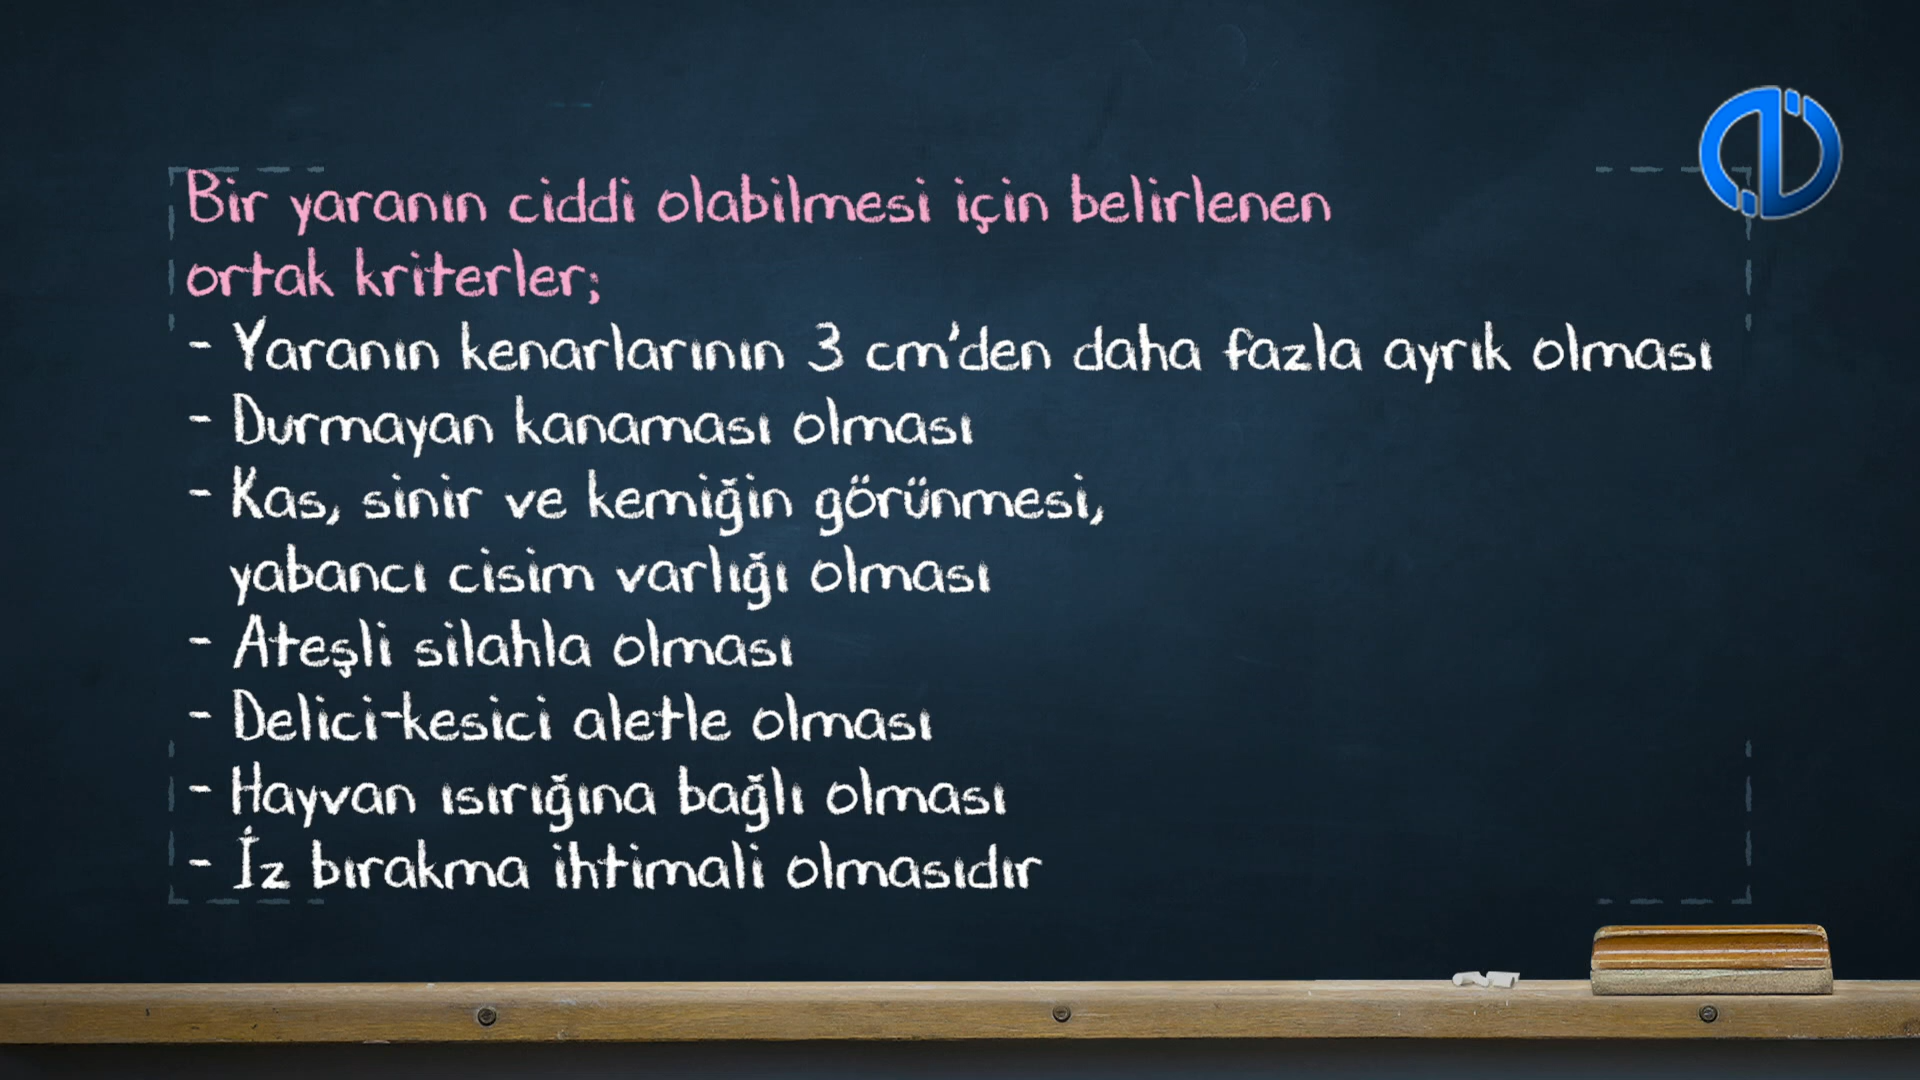 Bir yaranın ciddi olabilmesi için belirlenen
ortak kriterler;
- Yaranın kenarlarının 3 cm'den daha fazla ayrık olması
- Durmayan kanaması olması
- Kas, sinir ve kemiğin görünmesi,
yabancı cisim varlığı olması
- Ateşli silahla olması
- Delici-kesici aletle olması
- Hayvan ısırığına bağlı olması
- İz bırakma ihtimali olmasıdır